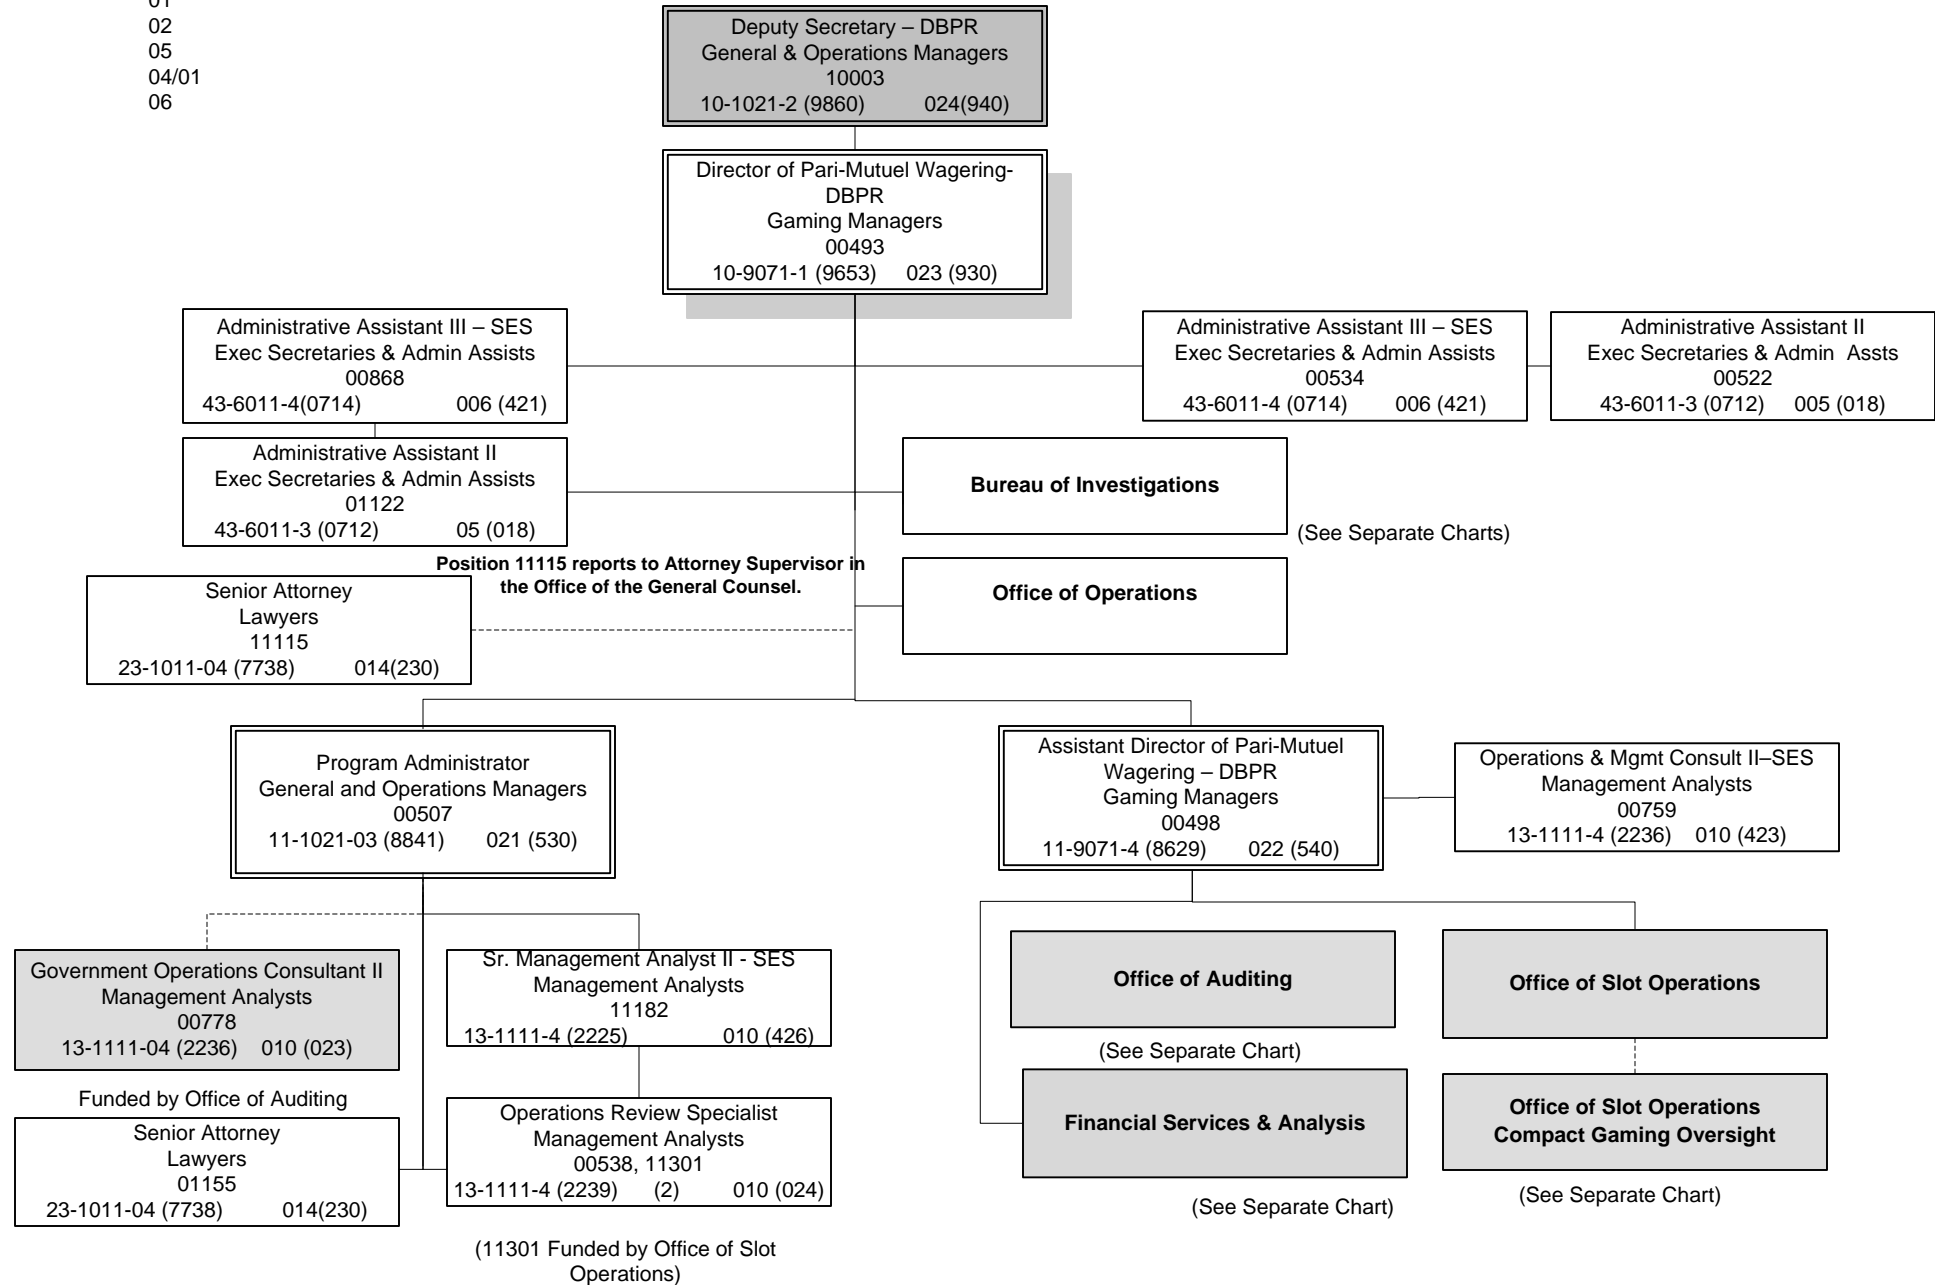 01
02
05
04/01
06
Deputy Secretary – DBPR
General & Operations Managers
10003
10-1021-2 (9860) 024(940)
Director of Pari-Mutuel Wagering-
DBPR
Gaming Managers
00493
10-9071-1 (9653) 023 (930)
Administrative Assistant III – SES
Exec Secretaries & Admin Assists
00868
43-6011-4(0714) 006 (421)
Administrative Assistant III – SES
Exec Secretaries & Admin Assists
00534
43-6011-4 (0714) 006 (421)
Administrative Assistant II
Exec Secretaries & Admin Assts
00522
43-6011-3 (0712) 005 (018)
Administrative Assistant II
Exec Secretaries & Admin Assists
01122
43-6011-3 (0712) 05 (018)
Bureau of Investigations
(See Separate Charts)
Position 11115 reports to Attorney Supervisor in
the Office of the General Counsel.
Senior Attorney
Lawyers
11115
23-1011-04 (7738) 014(230)
Office of Operations
Program Administrator
General and Operations Managers
00507
11-1021-03 (8841) 021 (530)
Assistant Director of Pari-Mutuel
Wagering – DBPR
Gaming Managers
00498
11-9071-4 (8629) 022 (540)
Operations & Mgmt Consult II–SES
Management Analysts
00759
13-1111-4 (2236) 010 (423)
Government Operations Consultant II
Management Analysts
00778
13-1111-04 (2236) 010 (023)
Funded by Office of Auditing
Sr. Management Analyst II - SES
Management Analysts
11182
13-1111-4 (2225) 010 (426)
Office of Auditing
(See Separate Chart)
Office of Slot Operations
Senior Attorney
Lawyers
01155
23-1011-04 (7738) 014(230)
Operations Review Specialist
Management Analysts
00538, 11301
13-1111-4 (2239) (2) 010 (024)
(11301 Funded by Office of Slot
Operations)
Financial Services & Analysis
(See Separate Chart)
Office of Slot Operations
Compact Gaming Oversight
(See Separate Chart)